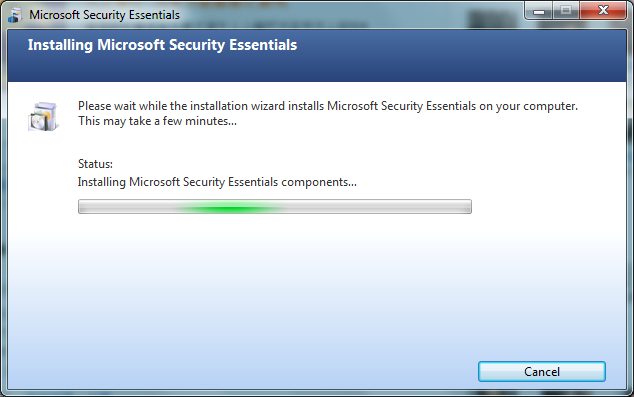 Microsoft Security Essentials
Installing Microsoft Security Essentials
Please wait while the installation wizard installs Microsoft Security Essentials on your computer.
This may take a few minutes...
Status:
Installing Microsoft Security Essentials components...
Cancel